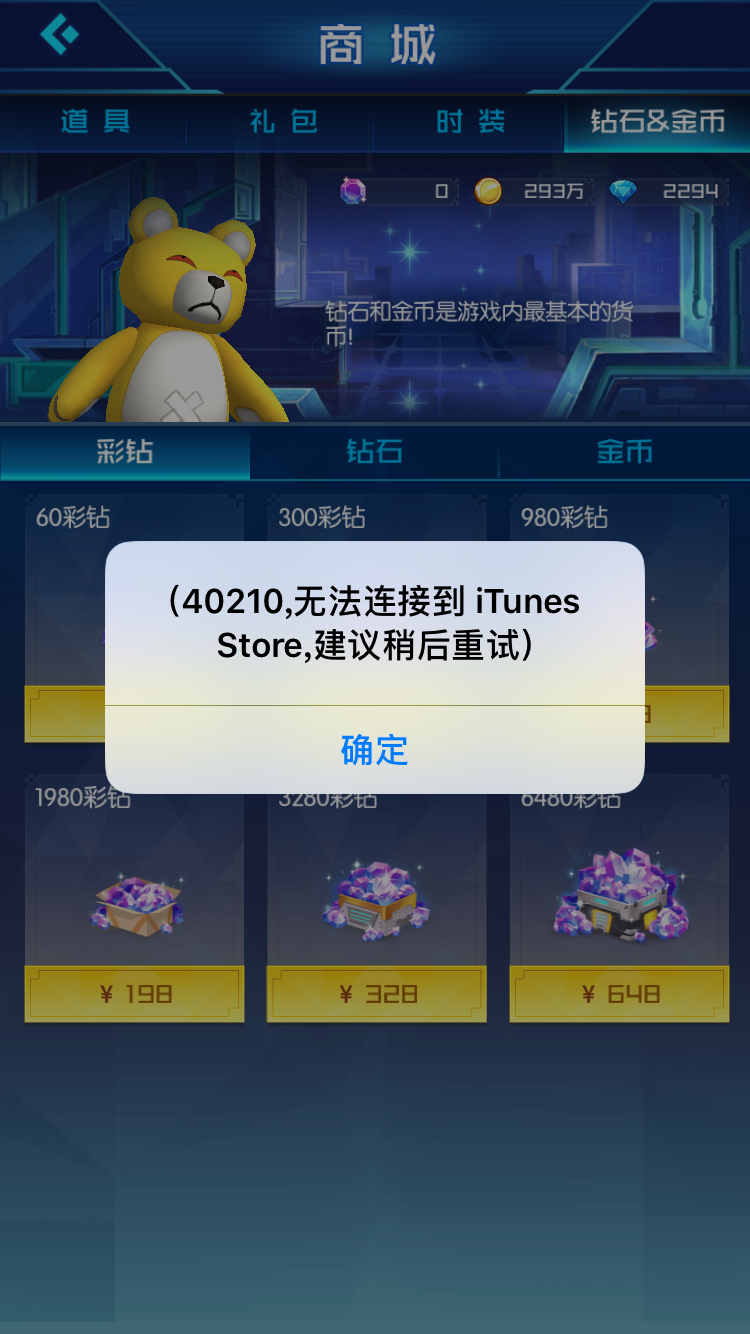 商 城
道 具
礼 包
时 装
钻石&金币
0
293万
2294
钻石和金币是游戏内最基本的货
币!
彩钻
钻石
金币
60彩钻
300彩钻
980彩钻
（40210,无法连接到 iTunes
Store,建议稍后重试）
确定
1980彩钻
3280彩钻
6480彩钻
¥ 198
¥ 328
¥ 648